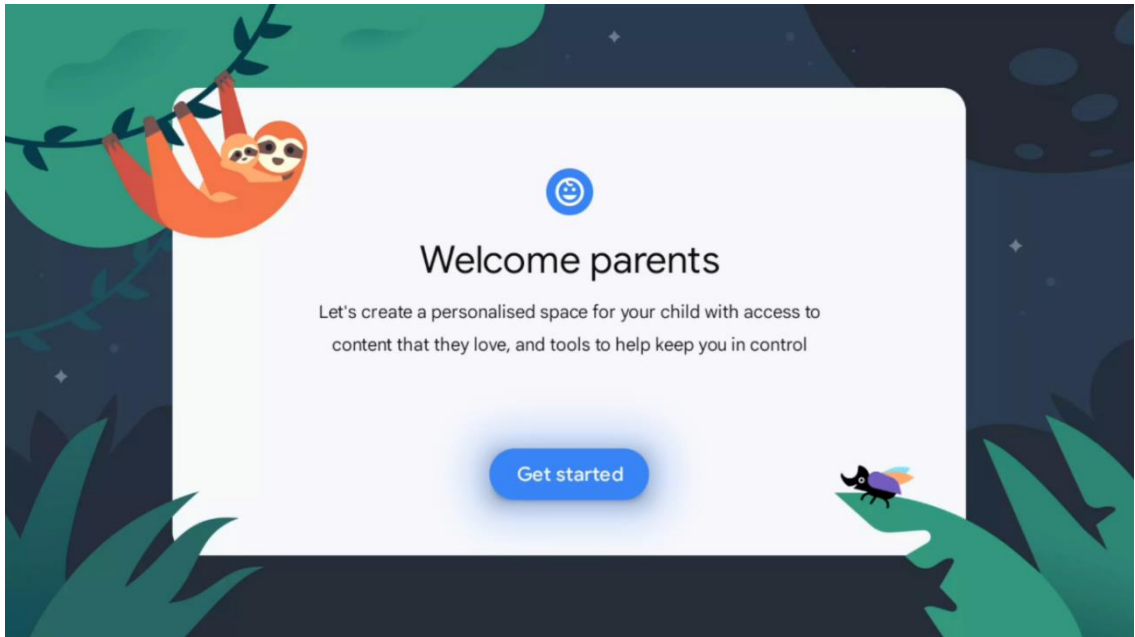 Welcome parents
Let's create a personalised space for your child with access to
content that they love, and tools to help keep you in control
Get started